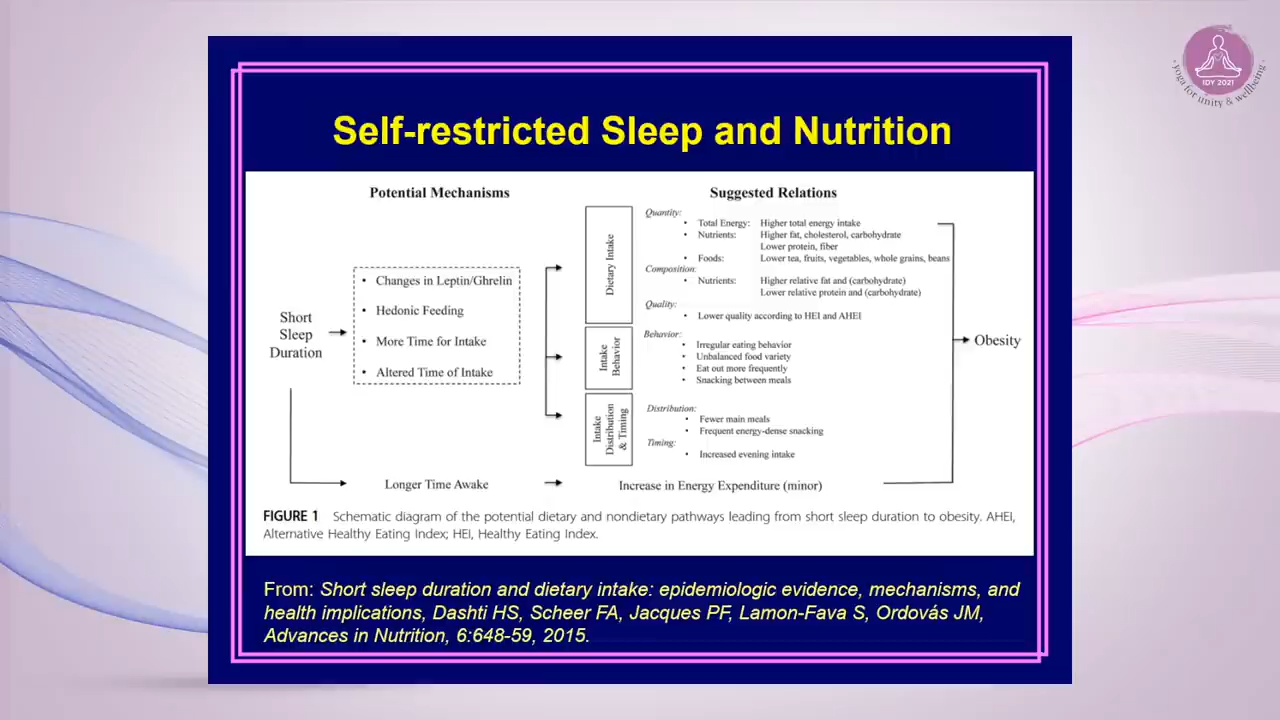 yoga for unity & wellbeing
IDY 2021
Self-restricted Sleep and Nutrition
Potential Mechanisms
Suggested Relations
Short
Sleep
Duration
• Changes in Leptin/Ghrelin
• Hedonic Feeding
• More Time for Intake
• Altered Time of Intake
Dietary Intake
Quantity:
• Total Energy: Higher total energy intake
• Nutrients: Higher fat, cholesterol, carbohydrate
Lower protein, fiber
• Foods: Lower tea, fruits, vegetables, whole grains, beans
Composition:
• Nutrients: Higher relative fat and (carbohydrate)
Lower relative protein and (carbohydrate)
Quality:
• Lower quality according to HEI and AHEI
Intake
Behavior
Behavior:
• Irregular eating behavior
• Unbalanced food variety
• Eat out more frequently
• Snacking between meals
Intake
Distribution
& Timing
Distribution:
• Fewer main meals
• Frequent energy-dense snacking
Timing:
• Increased evening intake
Obesity
Longer Time Awake
Increase in Energy Expenditure (minor)
FIGURE 1 Schematic diagram of the potential dietary and nondietary pathways leading from short sleep duration to obesity. AHEI,
Alternative Healthy Eating Index; HEI, Healthy Eating Index.
From: Short sleep duration and dietary intake: epidemiologic evidence, mechanisms, and
health implications, Dashti HS, Scheer FA, Jacques PF, Lamon-Fava S, Ordovás JM,
Advances in Nutrition, 6:648-59, 2015.